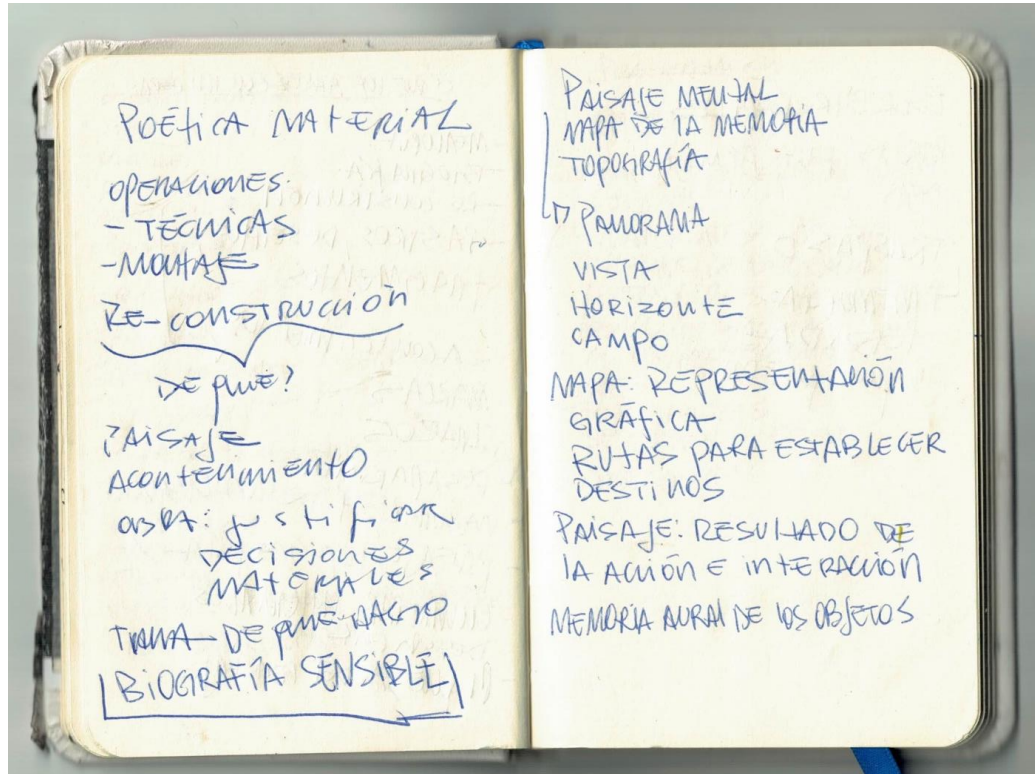 POÉTICA MATERIAL
OPERACIONES:
- TÉCNICAS
- MONTAJE
RE-CONSTRUCCIÓN
DE QUÉ?
PAISAJE
ACONTECIMIENTO
OBRA: justificar
DECISIONES
MATERIALES
DE QUÉ
BIOGRAFÍA SENSIBLE
PAISAJE MENTAL
MAPA DE LA MEMORIA
TOPOGRAFÍA
PANORAMA
VISTA
HORIZONTE
CAMPO
MAPA: REPRESENTACIÓN
GRÁFICA
RUTAS PARA ESTABLECER
DESTINOS
PAISAJE: RESULTADO DE
LA ACCIÓN E INTERACCIÓN
MEMORIA AURAL DE LOS OBJETOS